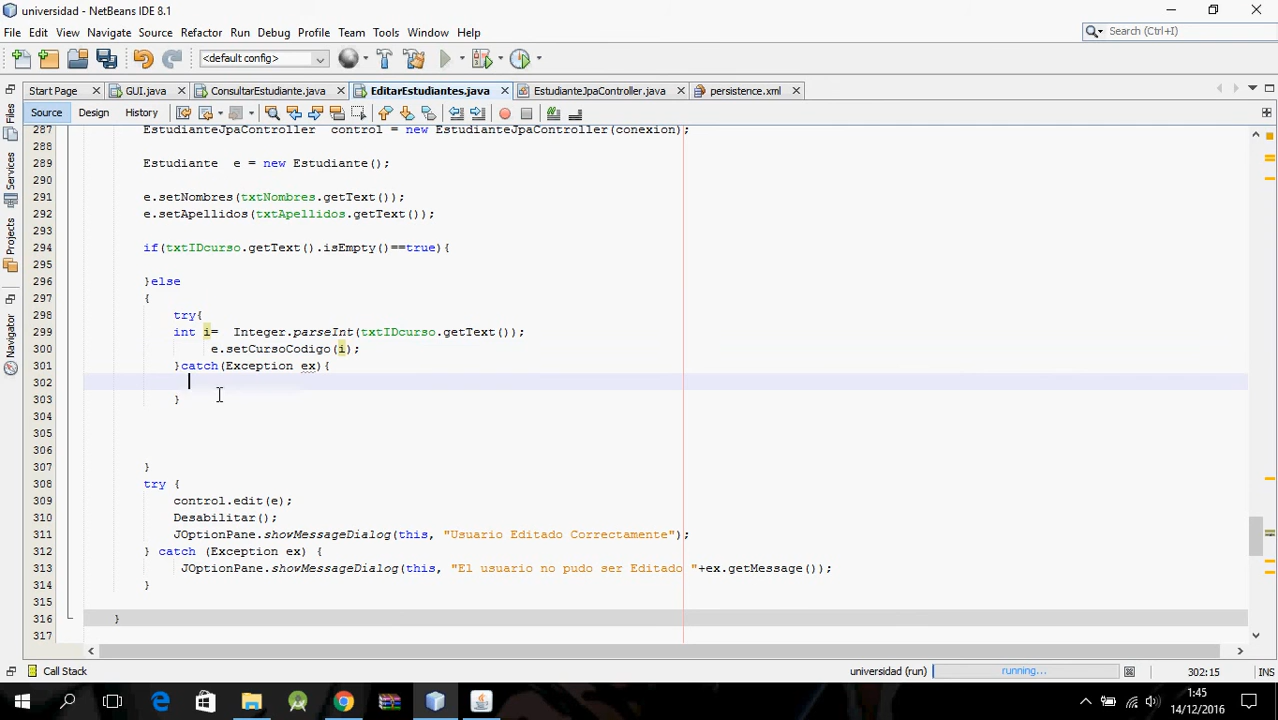 universidad - NetBeans IDE 8.1
File Edit View Navigate Source Refactor Run Debug Profile Team Tools Window Help
Search (Ctrl+I)
<default config>
Start Page GUI.java ConsultarEstudiante.java EditarEstudiantes.java EstudianteJpaController.java persistence.xml
Source Design History
Files
Services
Projects
Navigator
287 EstudianteJpaController control = new EstudianteJpaController(conexion);
288
289 Estudiante e = new Estudiante();
290
291 e.setNombres(txtNombres.getText());
292 e.setApellidos(txtApellidos.getText());
293
294 if(txtIDcurso.getText().isEmpty()==true){
295
296 }else
297 {
298 try{
299 int i= Integer.parseInt(txtIDcurso.getText());
300 e.setCursoCodigo(i);
301 }catch(Exception ex){
302
303 }
304
305
306
307 }
308 try {
309 control.edit(e);
310 Desabilitar();
311 JOptionPane.showMessageDialog(this, "Usuario Editado Correctamente");
312 } catch (Exception ex) {
313 JOptionPane.showMessageDialog(this, "El usuario no pudo ser Editado "+ex.getMessage());
314 }
315
316 }
317
Call Stack universidad (run) running... 302:15 INS
1:45
14/12/2016